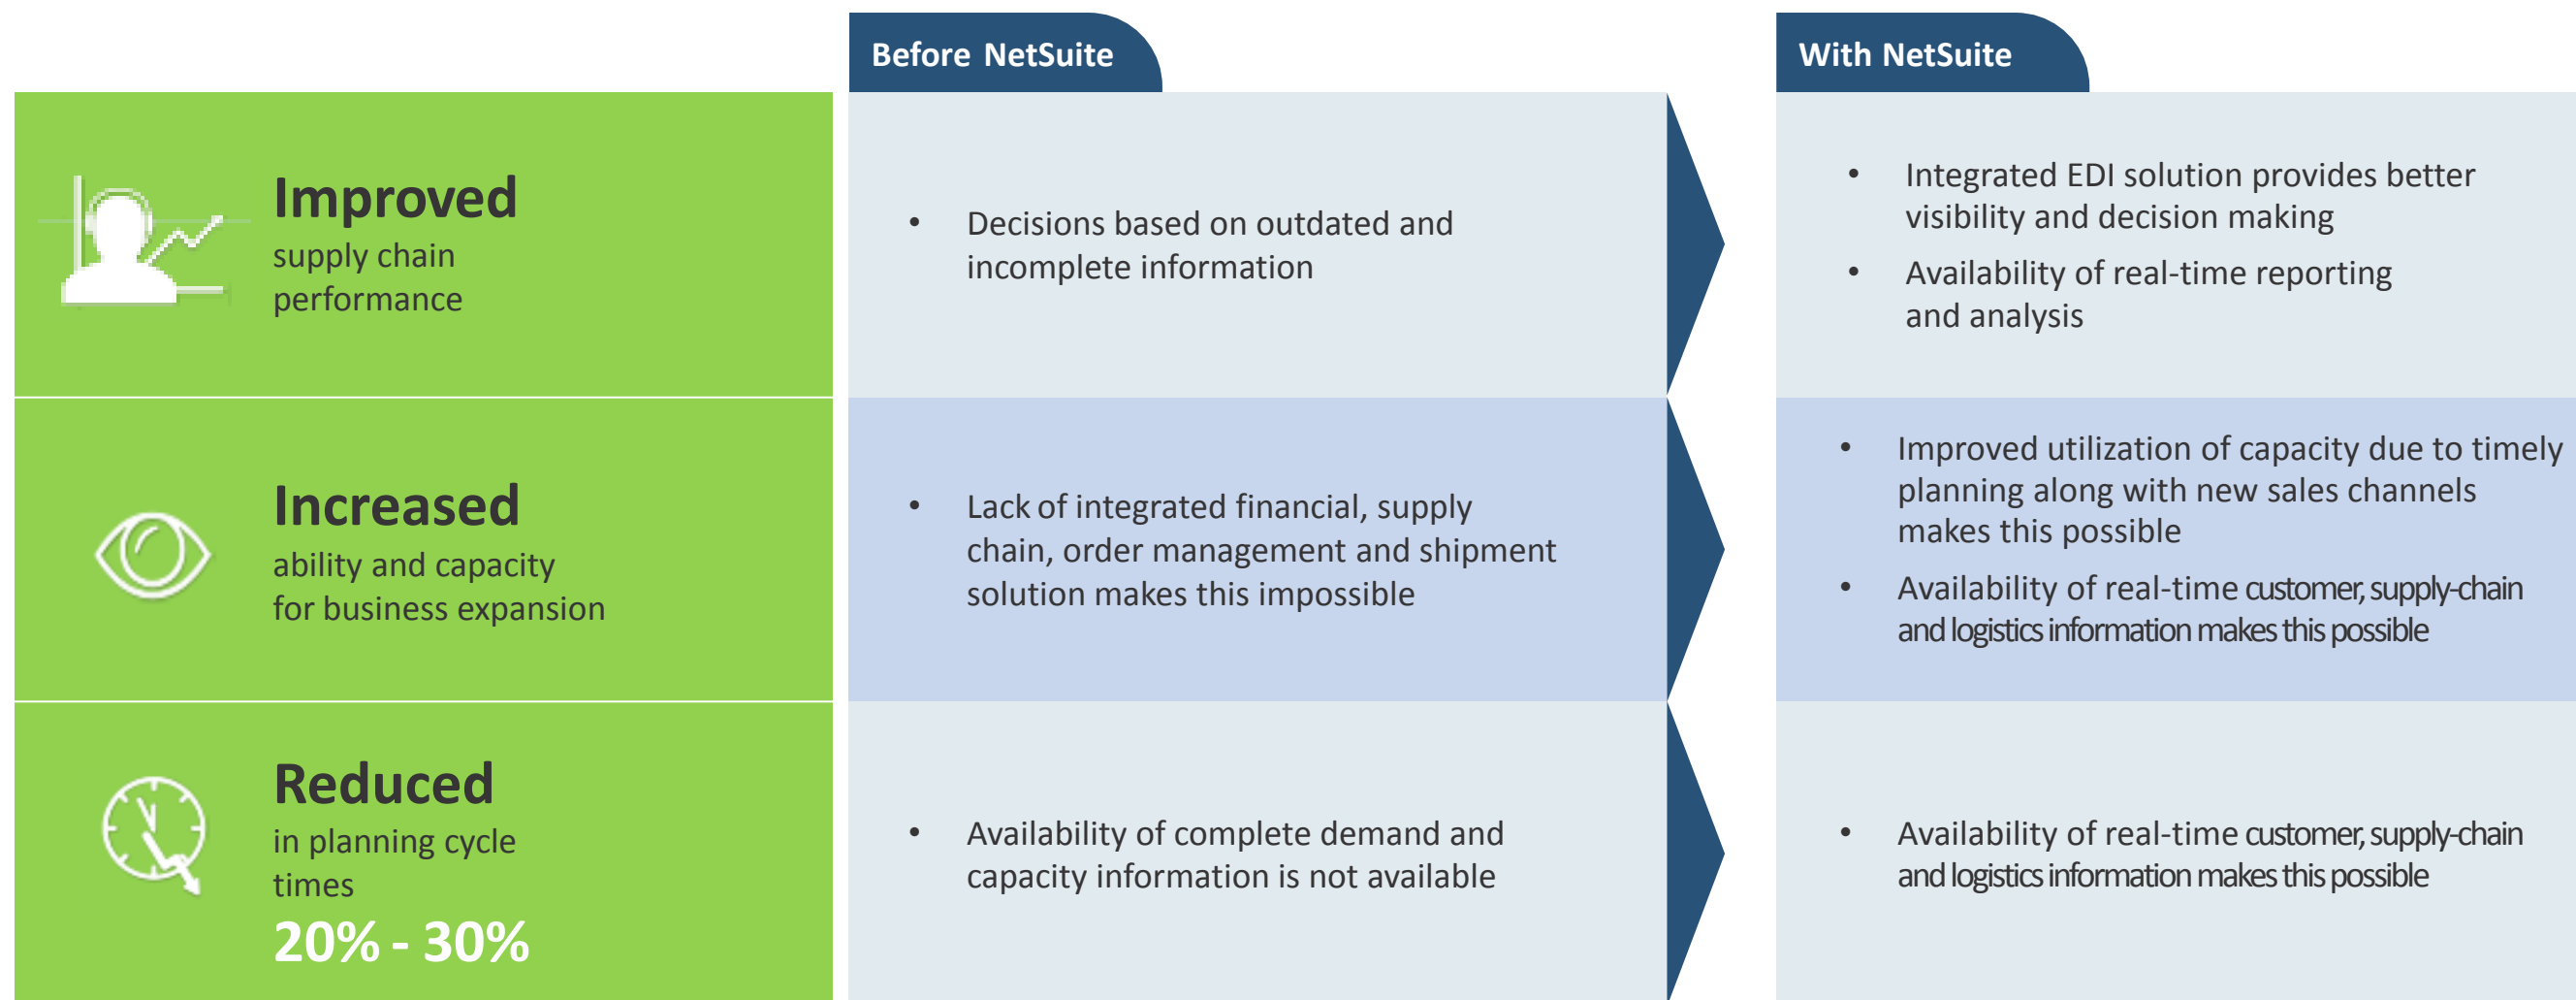 Before NetSuite
With NetSuite
Improved
supply chain
performance
• Decisions based on outdated and
incomplete information
• Integrated EDI solution provides better
visibility and decision making
• Availability of real-time reporting
and analysis
Increased
ability and capacity
for business expansion
• Lack of integrated financial, supply
chain, order management and shipment
solution makes this impossible
• Improved utilization of capacity due to timely
planning along with new sales channels
makes this possible
• Availability of real-time customer, supply-chain
and logistics information makes this possible
Reduced
in planning cycle
times
20% - 30%
• Availability of complete demand and
capacity information is not available
• Availability of real-time customer, supply-chain
and logistics information makes this possible